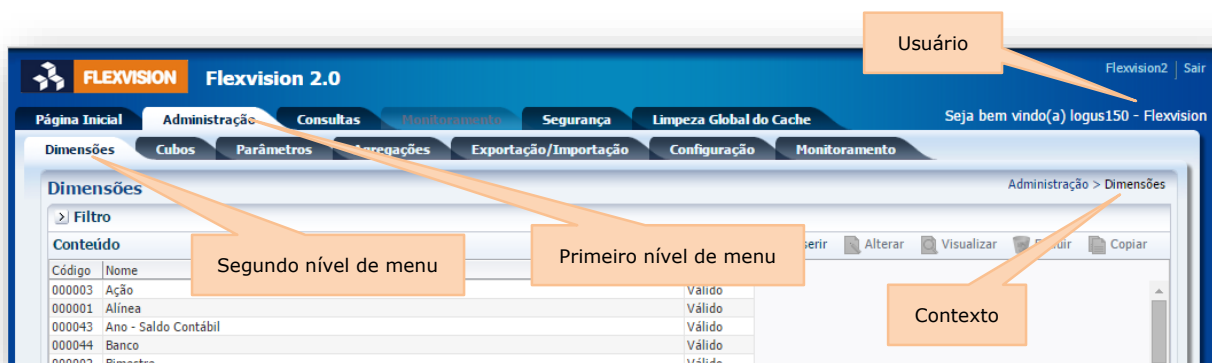 Usuário
FLEXVISION Flexvision 2.0
Flexvision2 Sair
Página Inicial Administração Consultas Monitoramento Segurança Limpeza Global do Cache
Seja bem vindo(a) logus150 - Flexvision
Dimensões Cubos Parâmetros Agregações Exportação/Importação Configuração Monitoramento
Dimensões
Administração > Dimensões
Filtro
Conteúdo
Alterar Visualizar Copiar
Segundo nível de menu
Primeiro nível de menu
Contexto
Código Nome
000003 Ação Válido
000001 Alínea Válido
000043 Ano - Saldo Contábil Válido
000044 Banco Válido